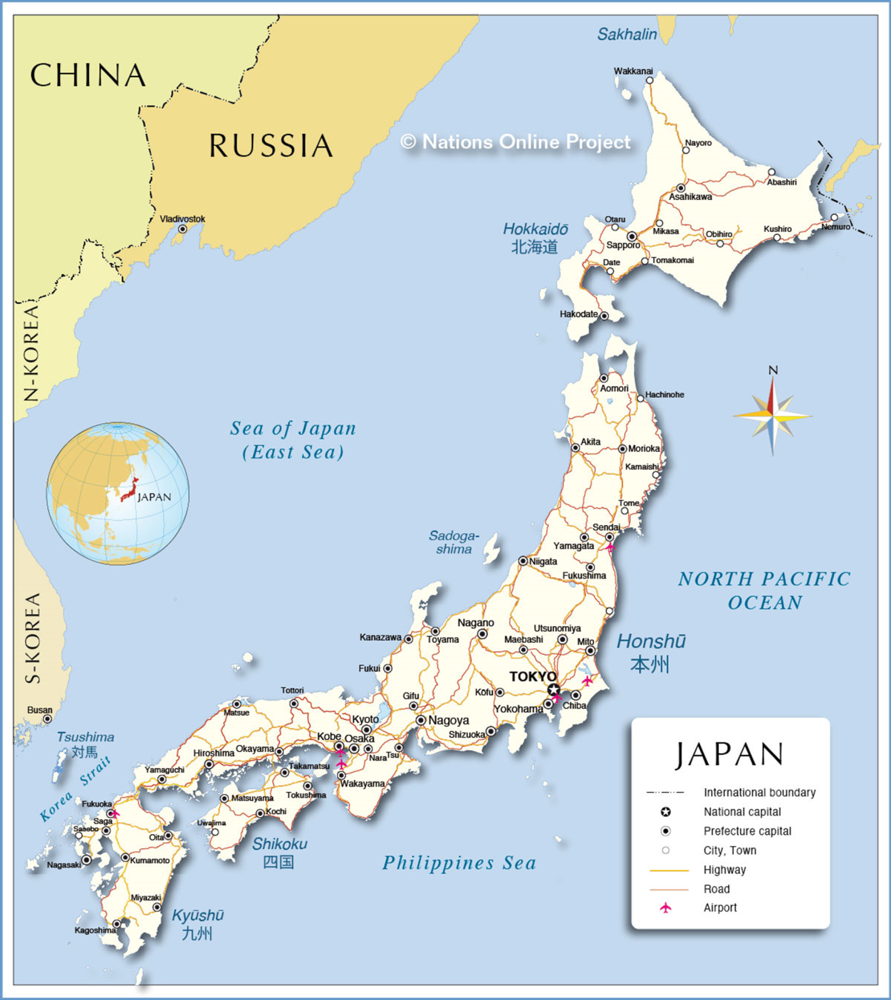 Sakhalin
CHINA
Wakkanai
RUSSIA
© Nations Online Project
Nayoro
Abashiri
Asahikawa
Vladivostok
Otaru
Mikasa
Hokkaidō
北海道
Sapporo
Obihiro
Kushiro
Nemuro
Date
Tomakomai
Hakodate
N-KOREA
N
Aomori
Hachinohe
Sea of Japan
(East Sea)
Akita
Morioka
Kamaishi
JAPAN
Tome
Sendai
Sadoga-
shima
Yamagata
Niigata
Fukushima
NORTH PACIFIC
OCEAN
S-KOREA
Nagano
Utsunomiya
Kanazawa
Toyama
Maebashi
Mito
Honshū
本州
Fukui
TOKYO
Tottori
Gifu
Kōfu
Matsue
Yokohama
Chiba
Busan
Kyoto
Nagoya
Shizuoka
Tsushima
対馬
Kobe
Osaka
Okayama
Hiroshima
Nara
Tsu
Korea Strait
Yamaguchi
Takamatsu
Wakayama
Matsuyama
Tokushima
Fukuoka
Kochi
Saga
Sasebo
Uwajima
Oita
Shikoku
四国
Nagasaki
Kumamoto
Philippines Sea
Miyazaki
Kyūshū
九州
Kagoshima
JAPAN
International boundary
National capital
Prefecture capital
City, Town
Highway
Road
Airport